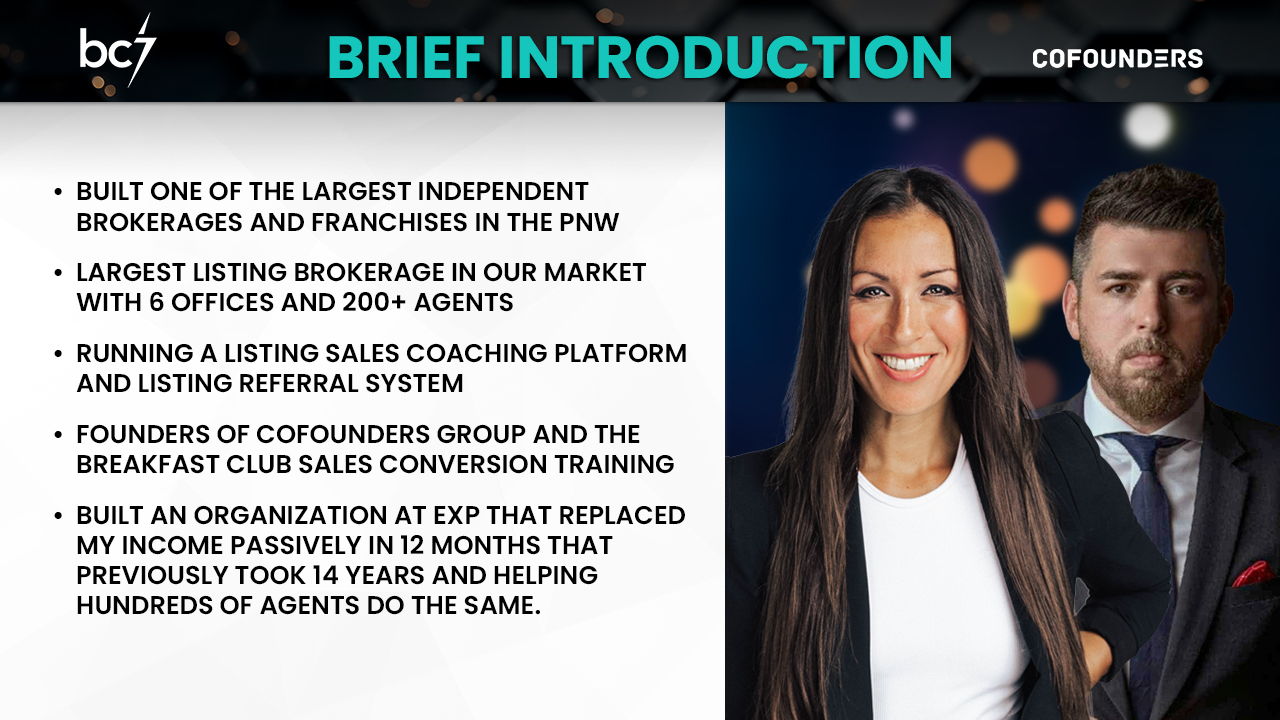 bc7
BRIEF INTRODUCTION
COFOUNDERS
• BUILT ONE OF THE LARGEST INDEPENDENT
BROKERAGES AND FRANCHISES IN THE PNW
• LARGEST LISTING BROKERAGE IN OUR MARKET
WITH 6 OFFICES AND 200+ AGENTS
• RUNNING A LISTING SALES COACHING PLATFORM
AND LISTING REFERRAL SYSTEM
• FOUNDERS OF COFOUNDERS GROUP AND THE
BREAKFAST CLUB SALES CONVERSION TRAINING
• BUILT AN ORGANIZATION AT EXP THAT REPLACED
MY INCOME PASSIVELY IN 12 MONTHS THAT
PREVIOUSLY TOOK 14 YEARS AND HELPING
HUNDREDS OF AGENTS DO THE SAME.